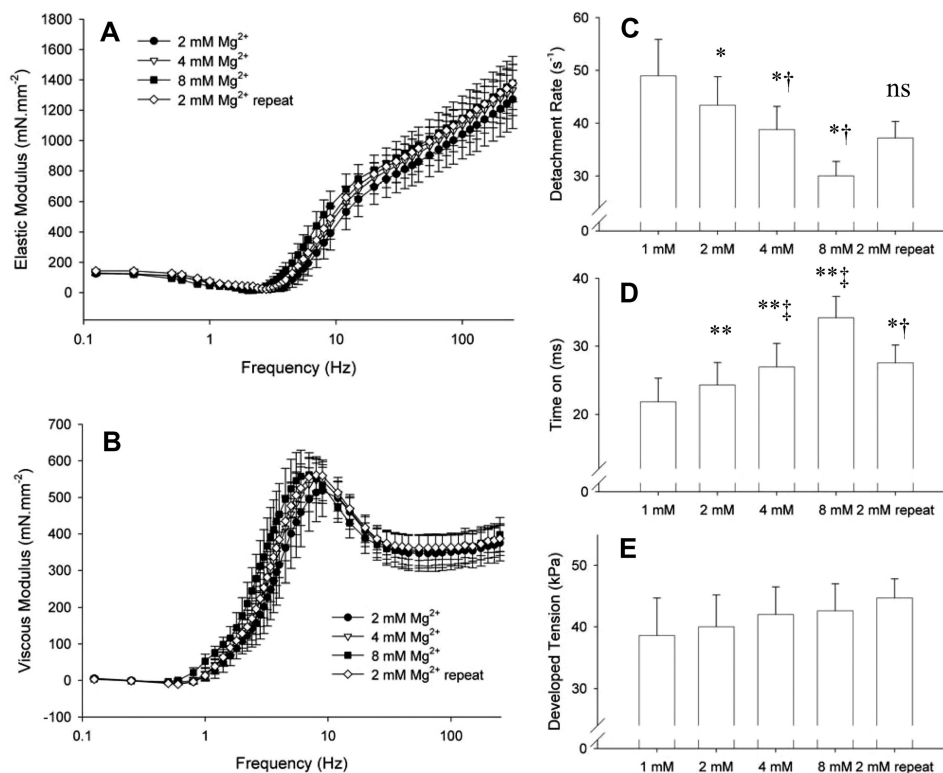 A
2 mM Mg²⁺
4 mM Mg²⁺
8 mM Mg²⁺
2 mM Mg²⁺ repeat
Elastic Modulus (mN.mm⁻²)
1800
1600
1400
1200
1000
800
600
400
200
0
0.1 1 10 100
Frequency (Hz)
B
Viscous Modulus (mN.mm⁻²)
700
600
500
400
300
200
100
0
-100
2 mM Mg²⁺
4 mM Mg²⁺
8 mM Mg²⁺
2 mM Mg²⁺ repeat
0.1 1 10 100
Frequency (Hz)
C
Detachment Rate (s⁻¹)
60
50
40
30
0
* *† *† ns
1 mM 2 mM 4 mM 8 mM 2 mM repeat
D
Time on (ms)
40
30
20
0
** **‡ **‡ *†
1 mM 2 mM 4 mM 8 mM 2 mM repeat
E
Developed Tension (kPa)
50
40
30
0
1 mM 2 mM 4 mM 8 mM 2 mM repeat